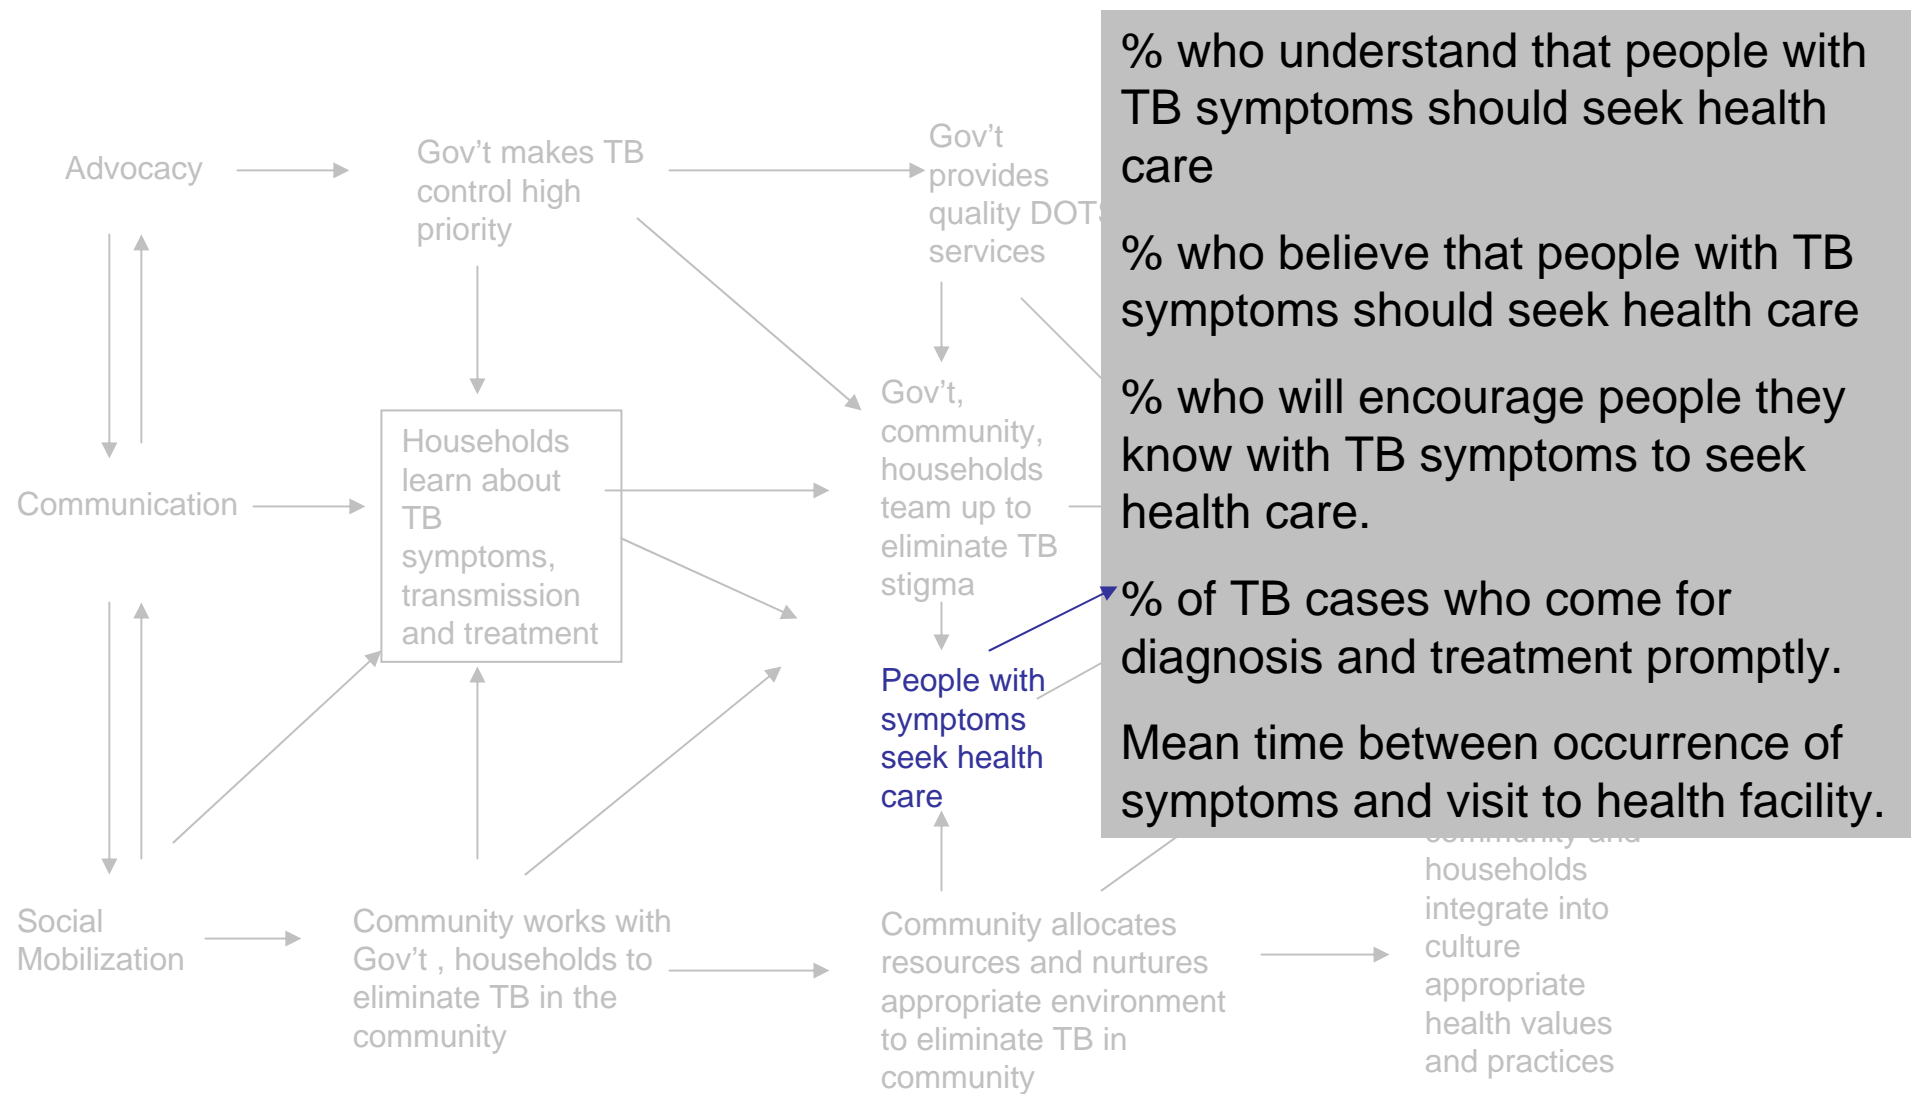 Advocacy
Gov't makes TB
control high
priority
Gov't
provides
quality DOTS
services
% who understand that people with
TB symptoms should seek health
care
% who believe that people with TB
symptoms should seek health care
% who will encourage people they
know with TB symptoms to seek
health care.
% of TB cases who come for
diagnosis and treatment promptly.
Mean time between occurrence of
symptoms and visit to health facility.
Communication
Households
learn about
TB
symptoms,
transmission
and treatment
Gov't,
community,
households
team up to
eliminate TB
stigma
People with
symptoms
seek health
care
Social
Mobilization
Community works with
Gov't , households to
eliminate TB in the
community
Community allocates
resources and nurtures
appropriate environment
to eliminate TB in
community
community and
households
integrate into
culture
appropriate
health values
and practices